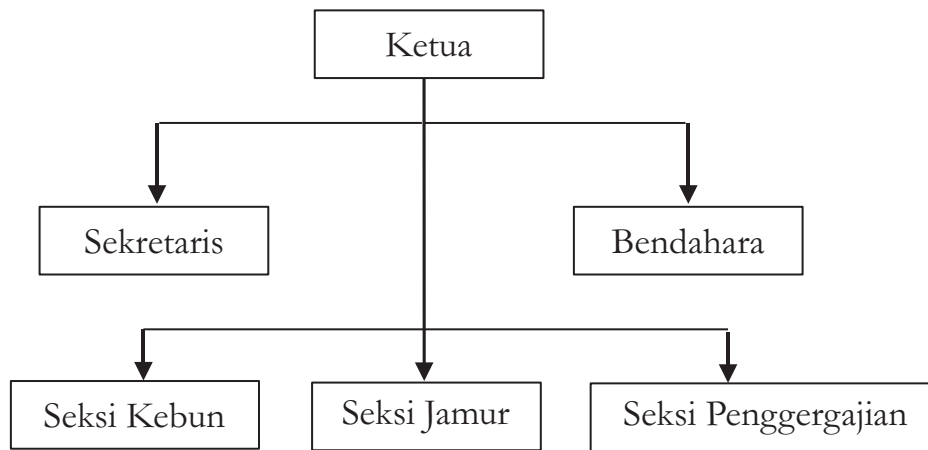 Ketua
Sekretaris
Bendahara
Seksi Kebun
Seksi Jamur
Seksi Penggergajian